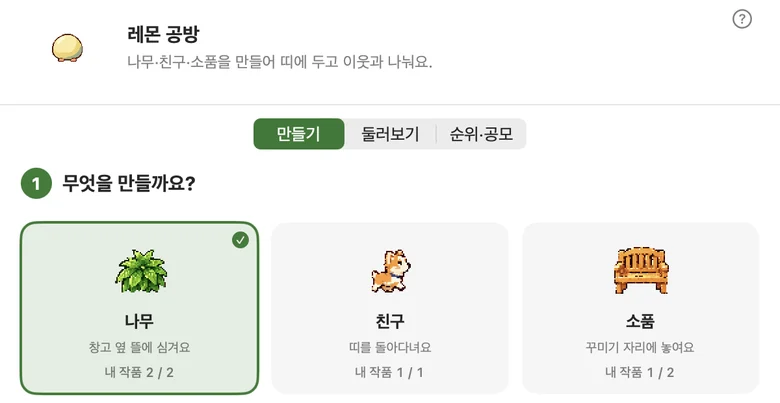 레몬 공방
?
나무·친구·소품을 만들어 띠에 두고 이웃과 나눠요.
만들기 둘러보기 순위·공모
1 무엇을 만들까요?
나무
창고 옆 뜰에 심겨요
내 작품 2 / 2
친구
띠를 돌아다녀요
내 작품 1 / 1
소품
꾸미기 자리에 놓여요
내 작품 1 / 2